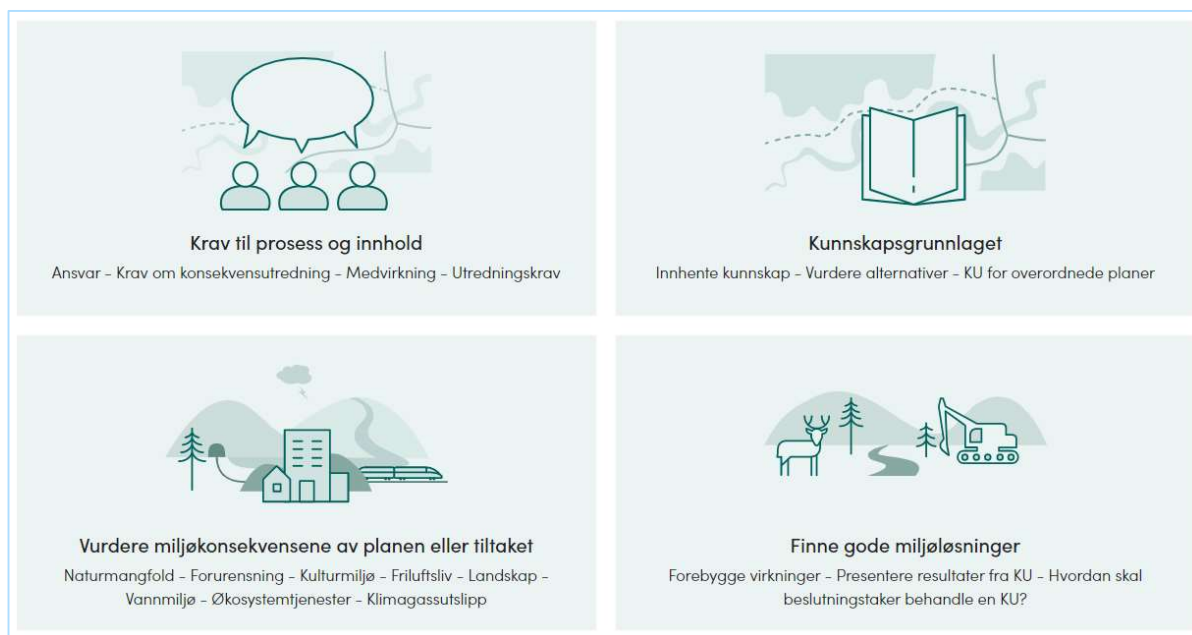 Krav til prosess og innhold
Ansvar – Krav om konsekvensutredning – Medvirkning – Utredningskrav
Kunnskapsgrunnlaget
Innhente kunnskap – Vurdere alternativer – KU for overordnede planer
Vurdere miljøkonsekvensene av planen eller tiltaket
Naturmangfold – Forurensning – Kulturmiljø – Friluftsliv – Landskap –
Vannmiljø – Økosystemtjenester – Klimagassutslipp
Finne gode miljøløsninger
Forebygge virkninger – Presentere resultater fra KU – Hvordan skal
beslutningstaker behandle en KU?